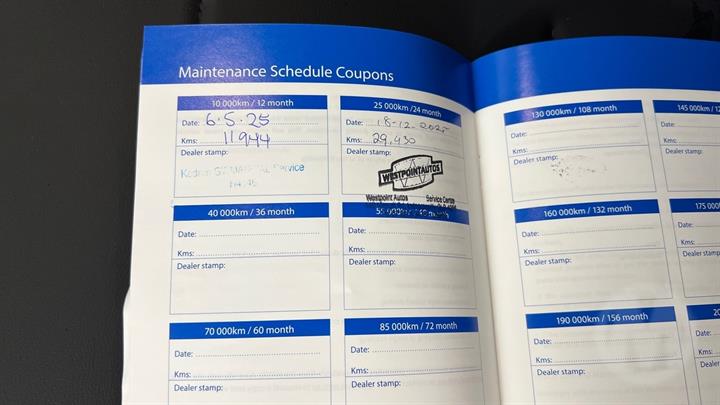 Maintenance Schedule Coupons
10 000km / 12 month
Date: 6.5.25
Kms: 11944
Dealer stamp:
25 000km /24 month
Date: 18-12-2025
Kms: 29,430
Dealer stamp:
WESTPOINTAUTOS
Westpoint Autos Service Centre
40 000km / 36 month
Date:
Kms:
Dealer stamp:
Date:
Kms:
Dealer stamp:
70 000km / 60 month
Date:
Kms:
Dealer stamp:
85 000km / 72 month
Date:
Kms:
Dealer stamp:
130 000km / 108 month
Date:
Kms:
Dealer stamp:
145 000km / 12
Date:
Kms:
Dealer stamp:
160 000km / 132 month
Date:
Kms:
Dealer stamp:
175 000
Date:
Kms:
Dealer stamp:
190 000km / 156 month
Date:
Kms:
Dealer stamp:
20
Date:
Kms:
Dealer